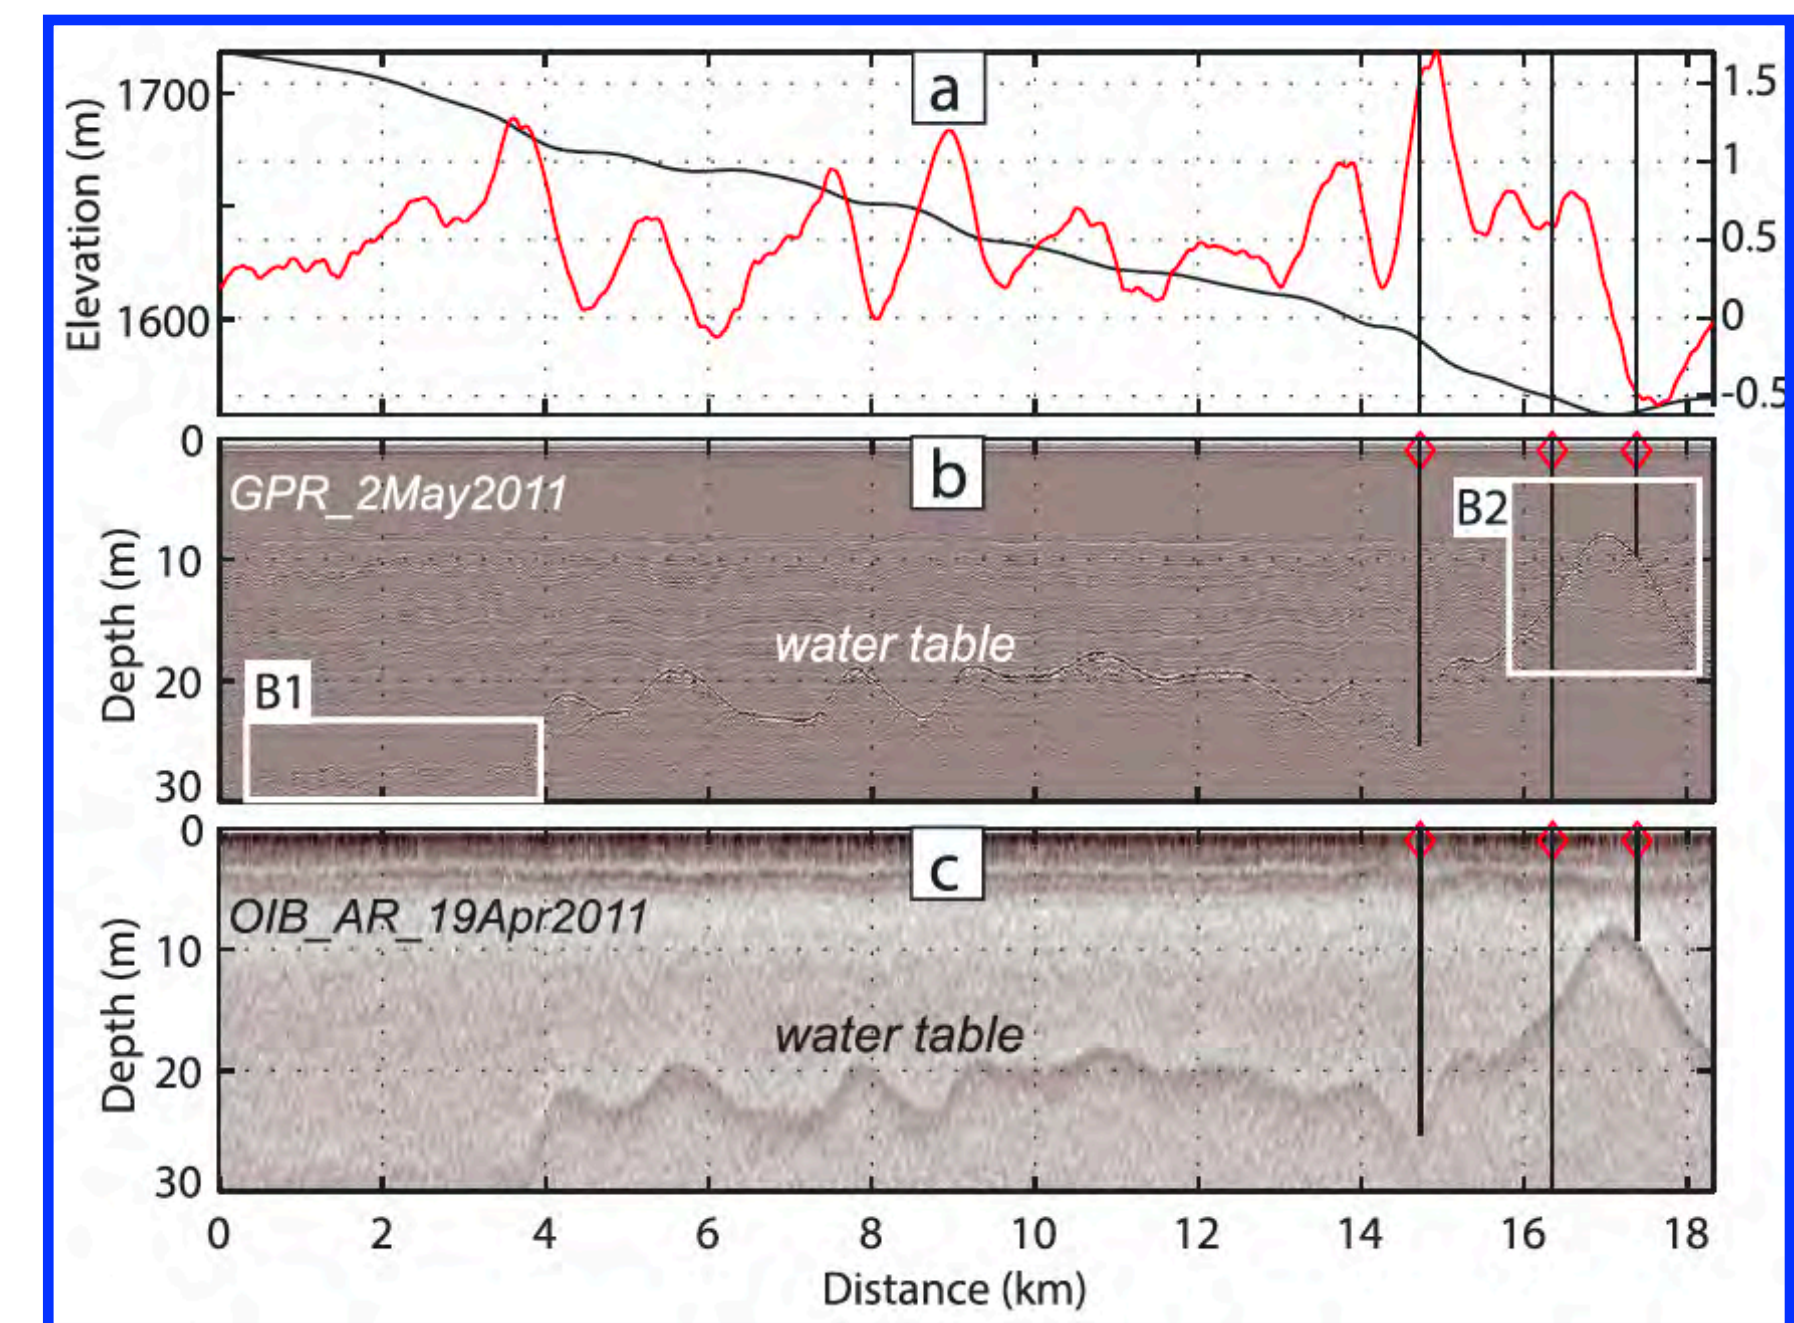 a
Elevation (m)
1700
1600
1.5
1
0.5
0
-0.5
b
GPR_2May2011
B2
water table
B1
Depth (m)
0
10
20
30
c
OIB_AR_19Apr2011
water table
Depth (m)
0
10
20
30
0 2 4 6 8 10 12 14 16 18
Distance (km)